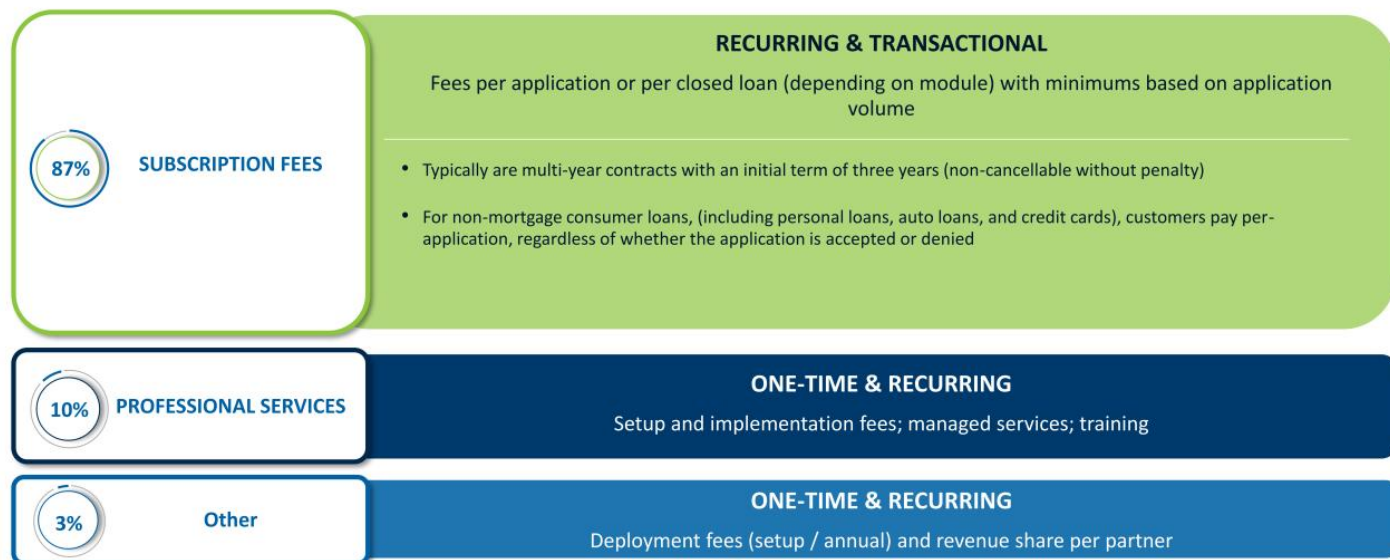 RECURRING & TRANSACTIONAL
Fees per application or per closed loan (depending on module) with minimums based on application
volume
87%
SUBSCRIPTION FEES
• Typically are multi-year contracts with an initial term of three years (non-cancellable without penalty)
• For non-mortgage consumer loans, (including personal loans, auto loans, and credit cards), customers pay per-
application, regardless of whether the application is accepted or denied
10%
PROFESSIONAL SERVICES
ONE-TIME & RECURRING
Setup and implementation fees; managed services; training
3%
Other
ONE-TIME & RECURRING
Deployment fees (setup / annual) and revenue share per partner